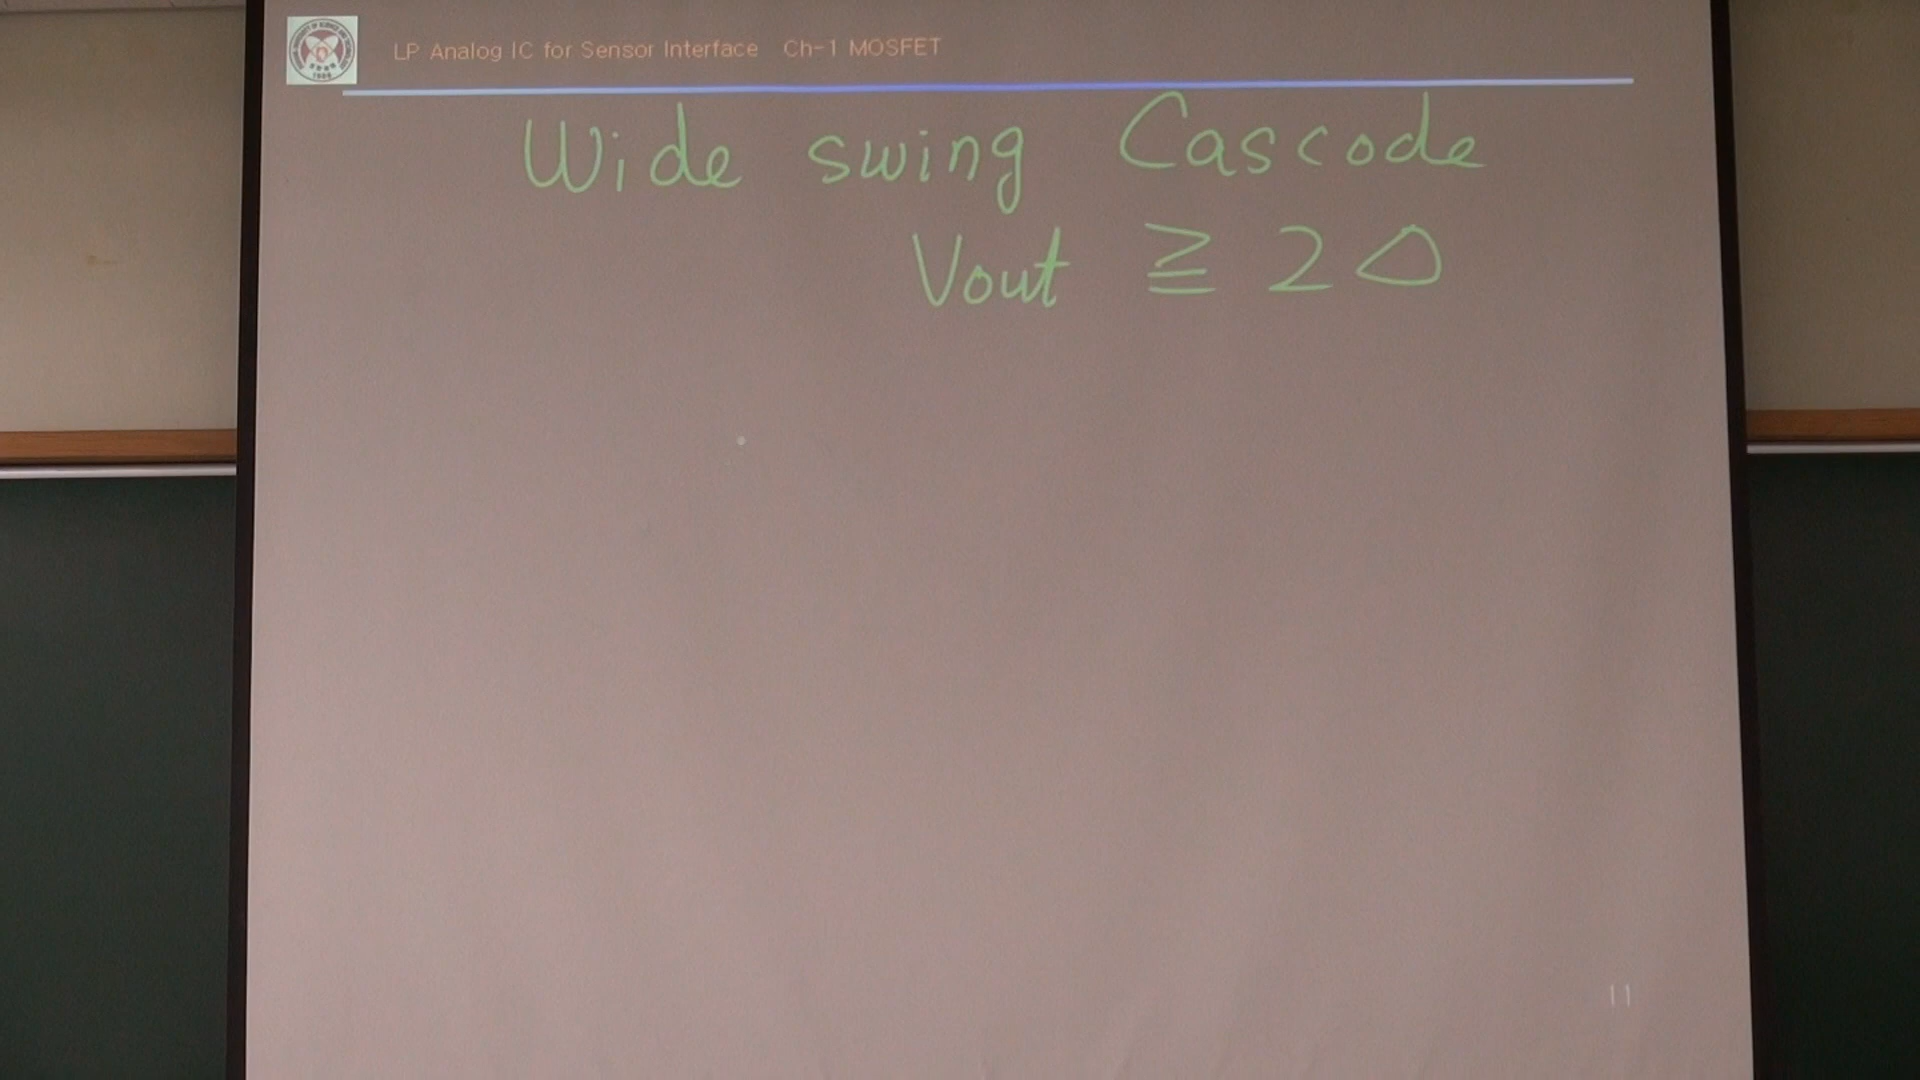 LP Analog IC for Sensor Interface Ch-1 MOSFET
Wide swing Cascode
Vout ≧ 2Δ
11